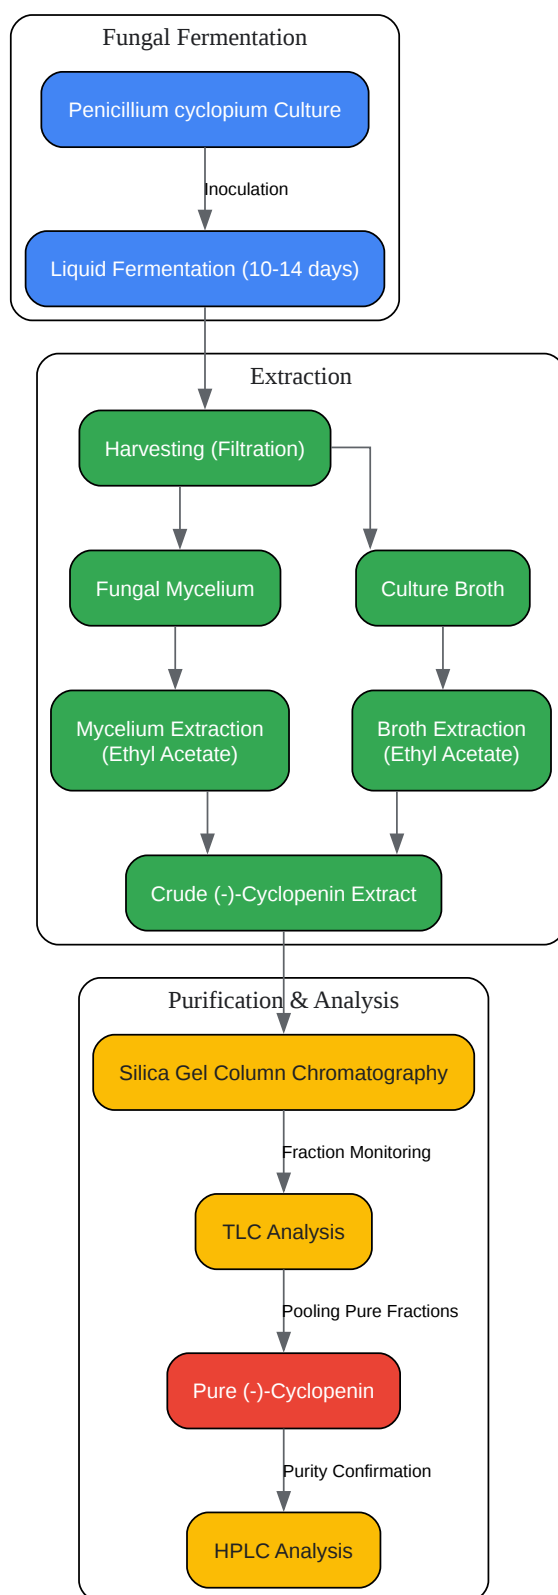 Fungal Fermentation
Penicillium cyclopium Culture
Inoculation
Liquid Fermentation (10-14 days)
Extraction
Harvesting (Filtration)
Fungal Mycelium
Culture Broth
Mycelium Extraction
(Ethyl Acetate)
Broth Extraction
(Ethyl Acetate)
Crude (-)-Cyclopenin Extract
Purification & Analysis
Silica Gel Column Chromatography
Fraction Monitoring
TLC Analysis
Pooling Pure Fractions
Pure (-)-Cyclopenin
Purity Confirmation
HPLC Analysis